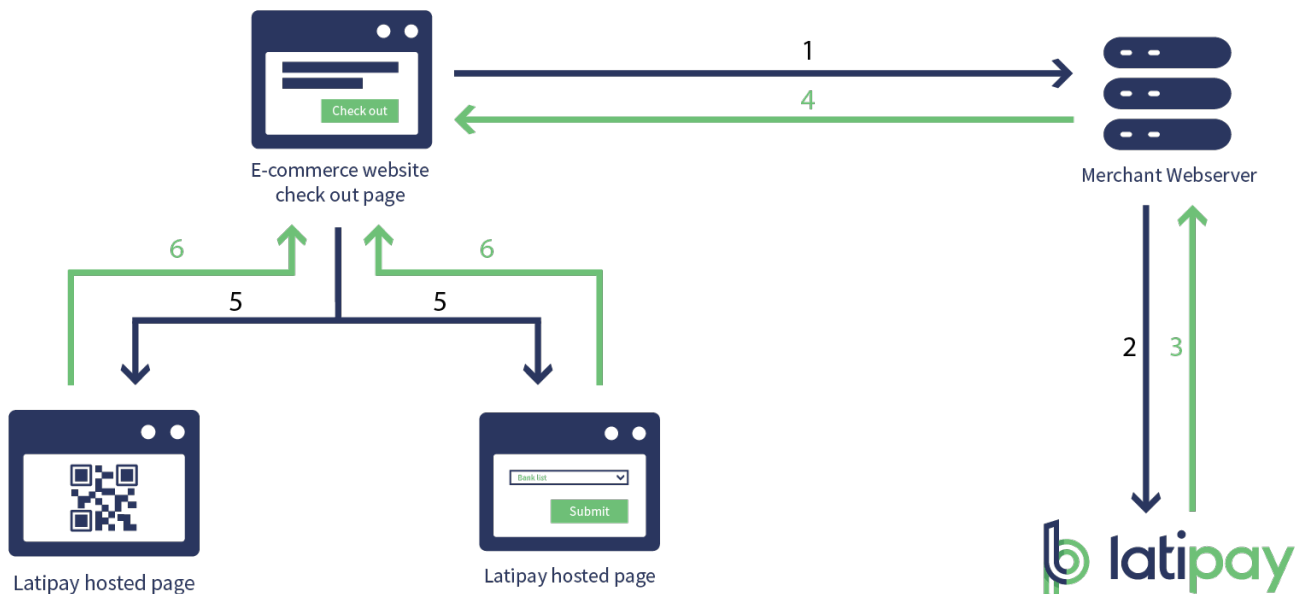 1
4
Check out
E-commerce website
check out page
Merchant Webserver
6
6
5
5
2
3
Bank list
Submit
latipay
Latipay hosted page
Latipay hosted page